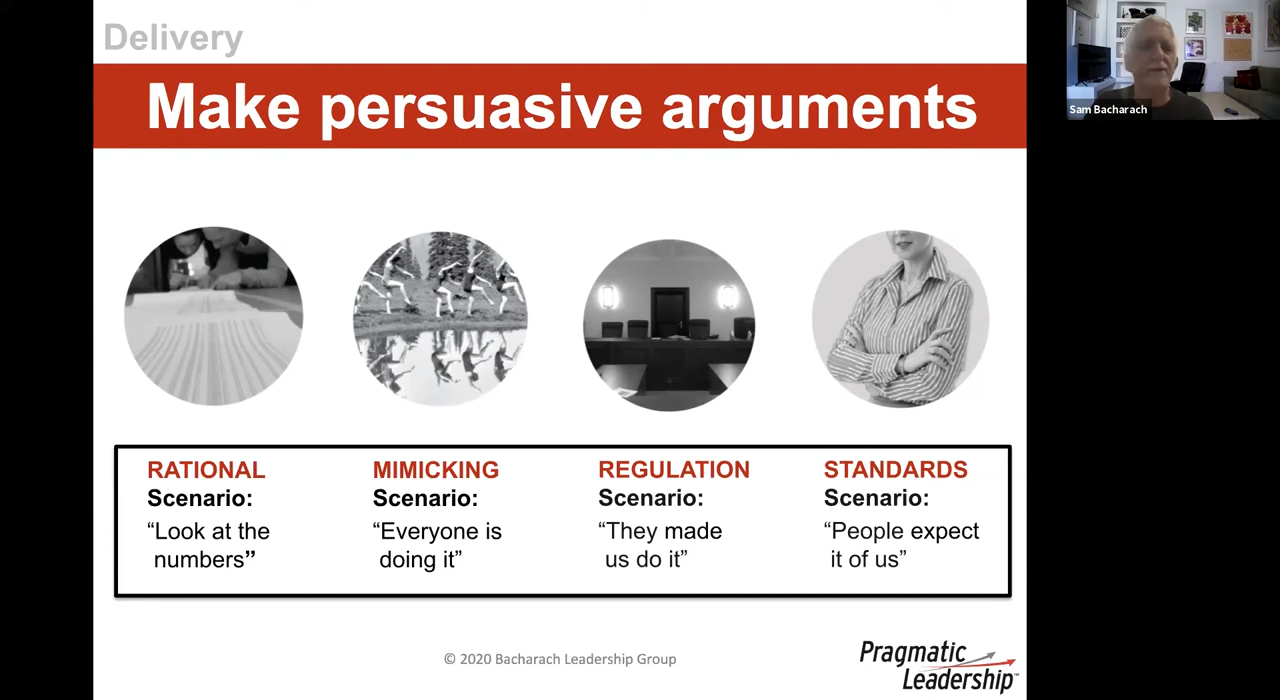 Delivery
Make persuasive arguments
Sam Bacharach
RATIONAL
Scenario:
“Look at the
numbers”
MIMICKING
Scenario:
“Everyone is
doing it”
REGULATION
Scenario:
“They made
us do it”
STANDARDS
Scenario:
“People expect
it of us”
© 2020 Bacharach Leadership Group
Pragmatic
Leadership™